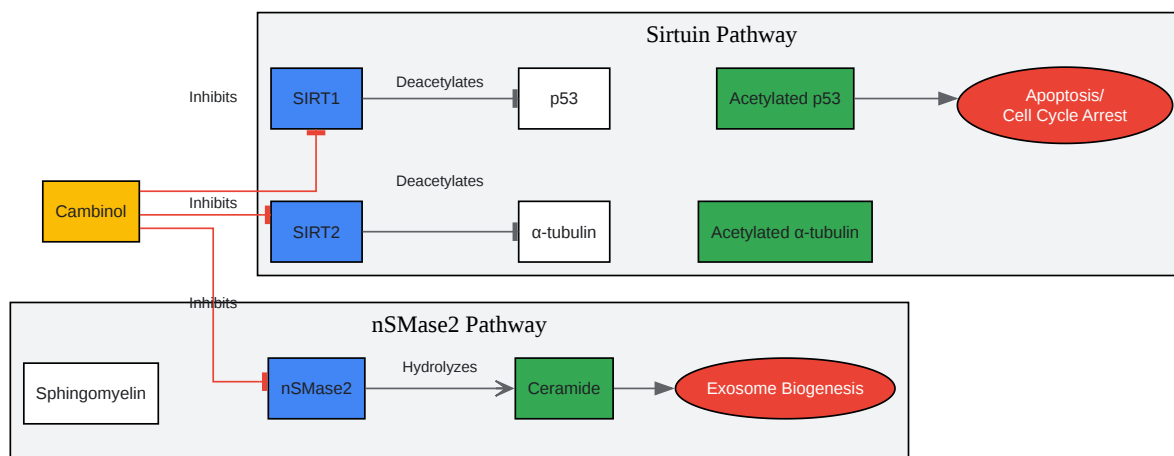 Sirtuin Pathway
Inhibits
SIRT1
Deacetylates
p53
Acetylated p53
Apoptosis/
Cell Cycle Arrest
Cambinol
Inhibits
SIRT2
Deacetylates
α-tubulin
Acetylated α-tubulin
Inhibits
nSMase2 Pathway
Sphingomyelin
nSMase2
Hydrolyzes
Ceramide
Exosome Biogenesis